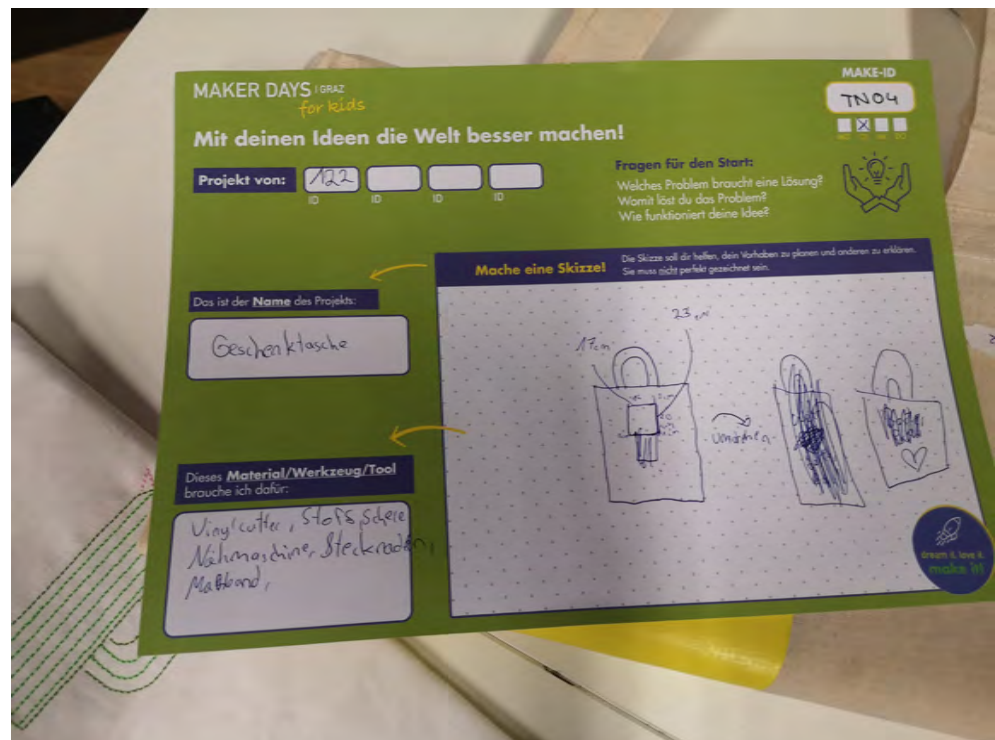 MAKER DAYS | GRAZ
for kids
MAKE-ID
TN04
Mit deinen Ideen die Welt besser machen!
Projekt von:
122
ID
ID
ID
ID
Fragen für den Start:
Welches Problem braucht eine Lösung?
Womit löst du das Problem?
Wie funktioniert deine Idee?
Mache eine Skizze!
Die Skizze soll dir helfen, dein Vorhaben zu planen und anderen zu erklären.
Sie muss nicht perfekt gezeichnet sein.
Das ist der Name des Projekts:
Geschenktasche
23 cm
17cm
Dieses Material/Werkzeug/Tool
brauche ich dafür:
Vinylcutter, Stoff, Schere
Nähmaschine, Stecknadeln,
Maßband,
dream it. love it.
make it!